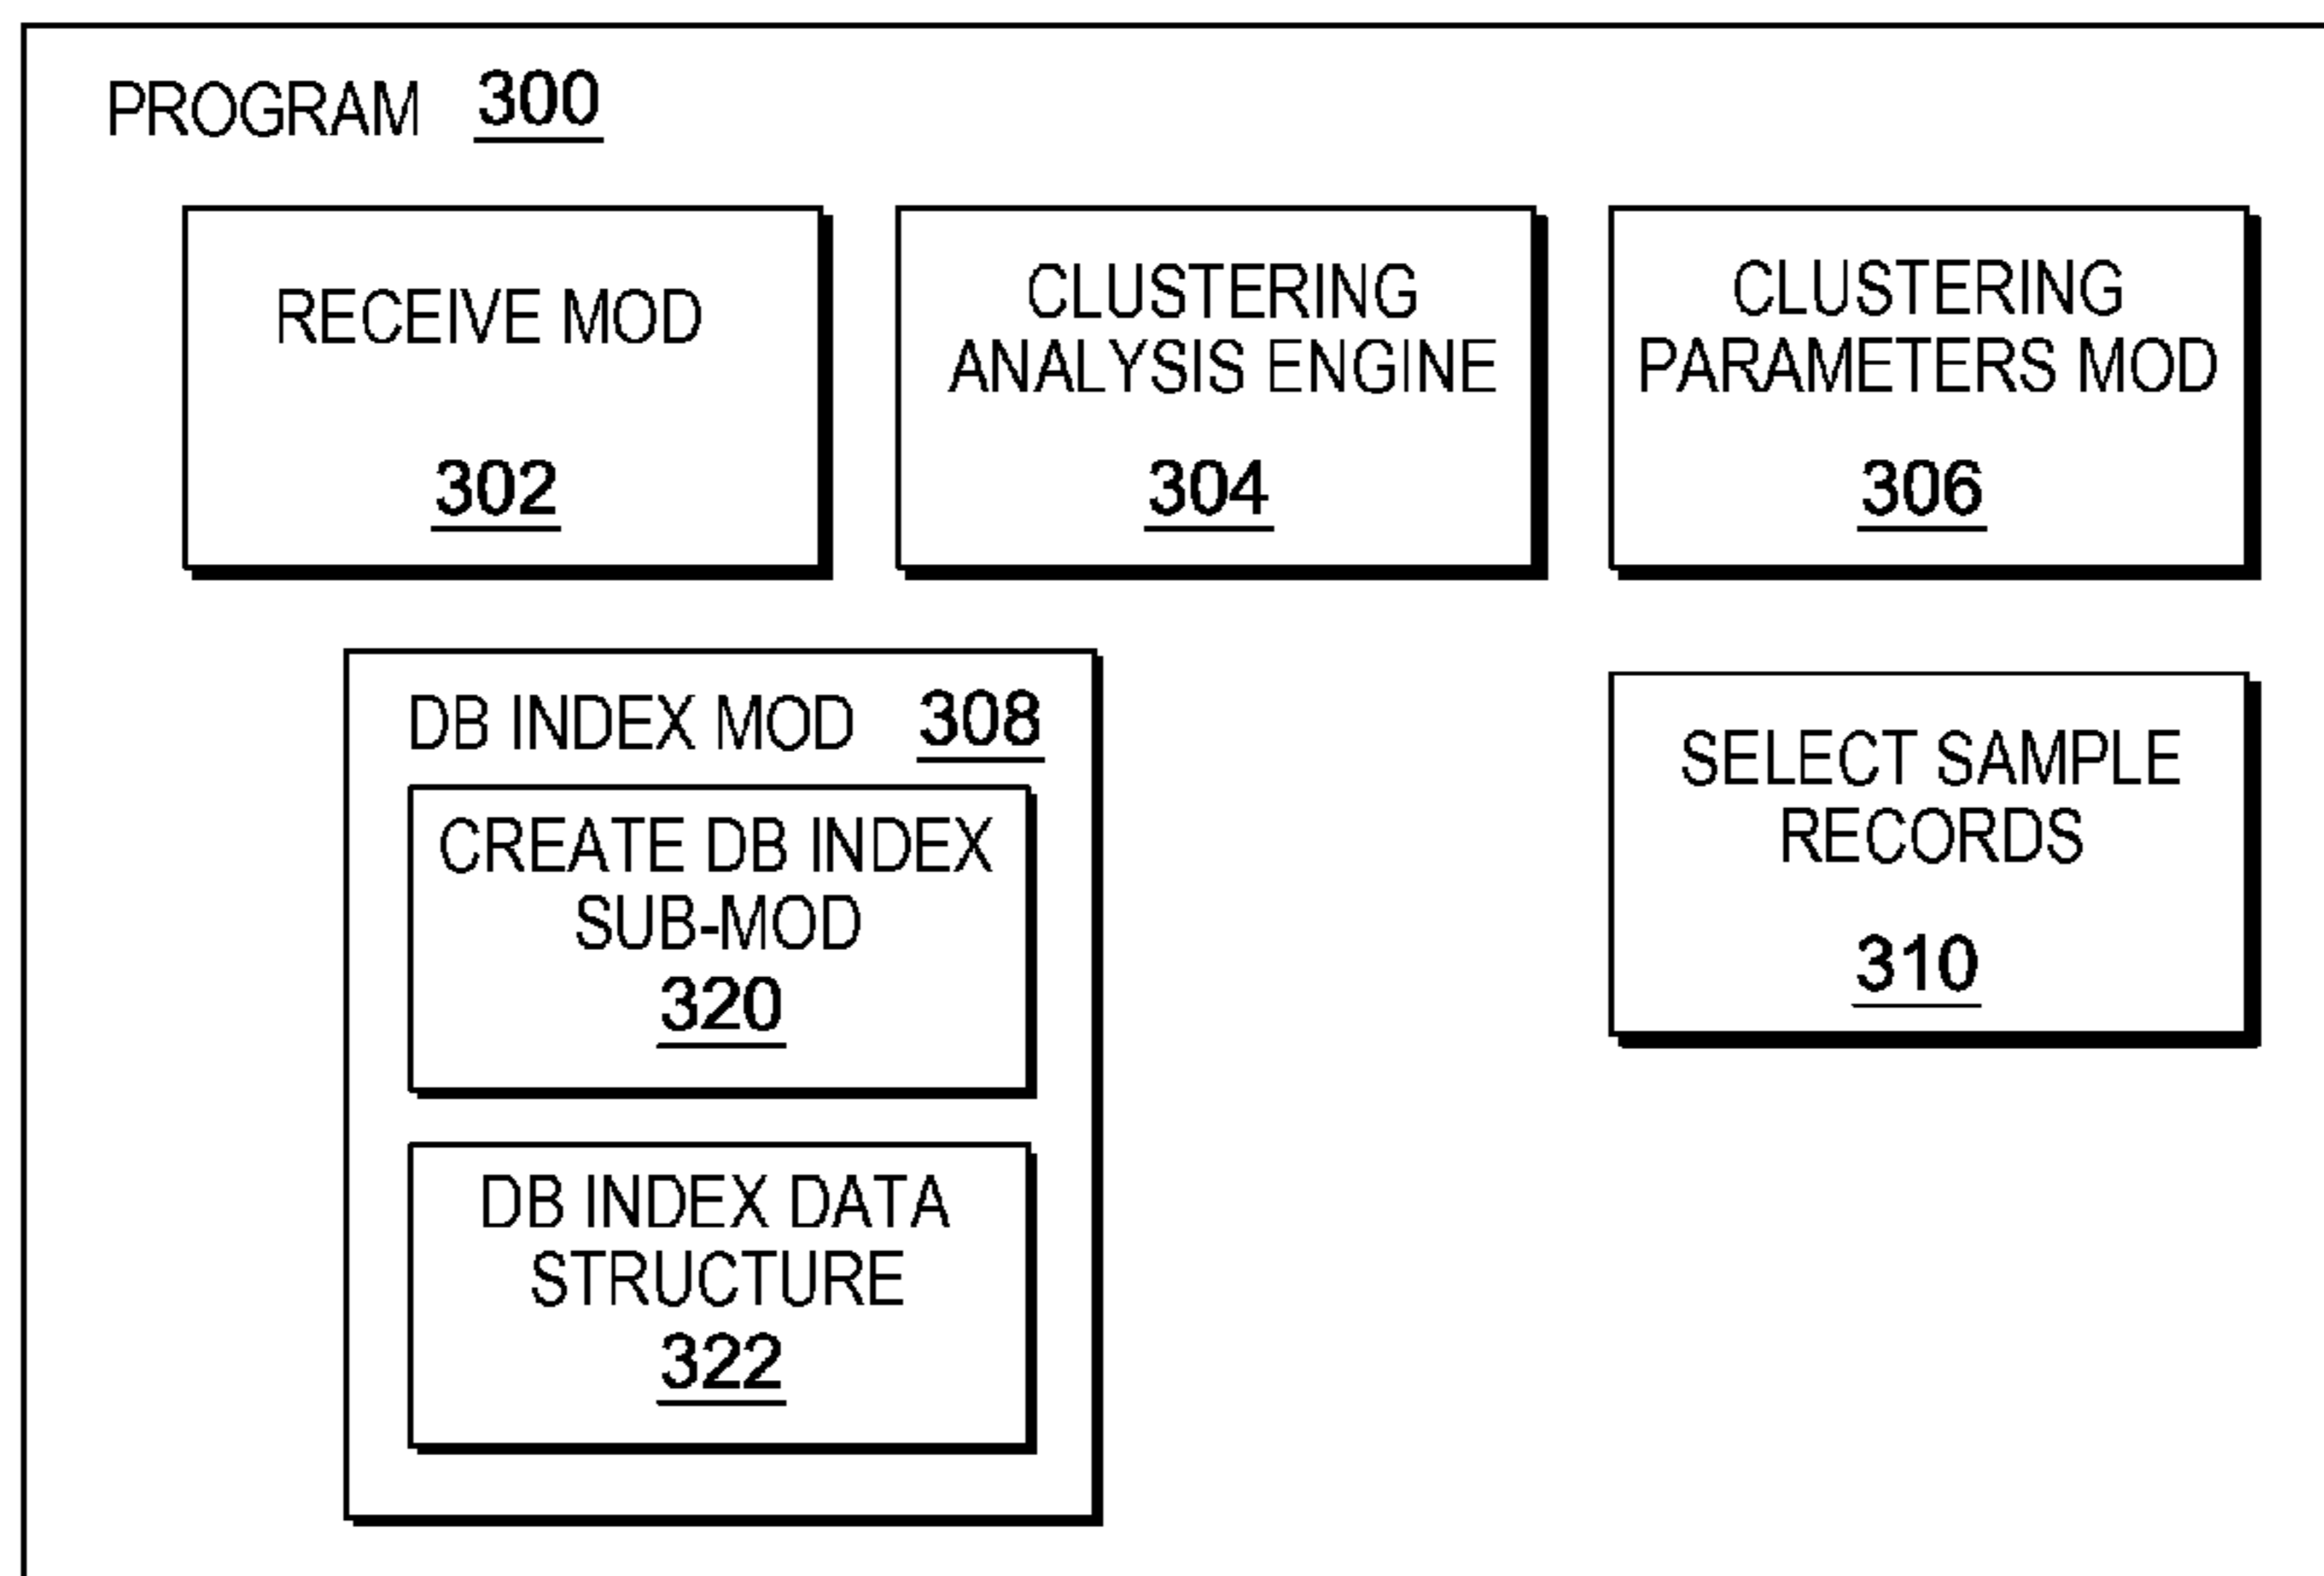 PROGRAM 300
RECEIVE MOD
302
CLUSTERING
ANALYSIS ENGINE
304
CLUSTERING
PARAMETERS MOD
306
DB INDEX MOD 308
CREATE DB INDEX
SUB-MOD
320
DB INDEX DATA
STRUCTURE
322
SELECT SAMPLE
RECORDS
310